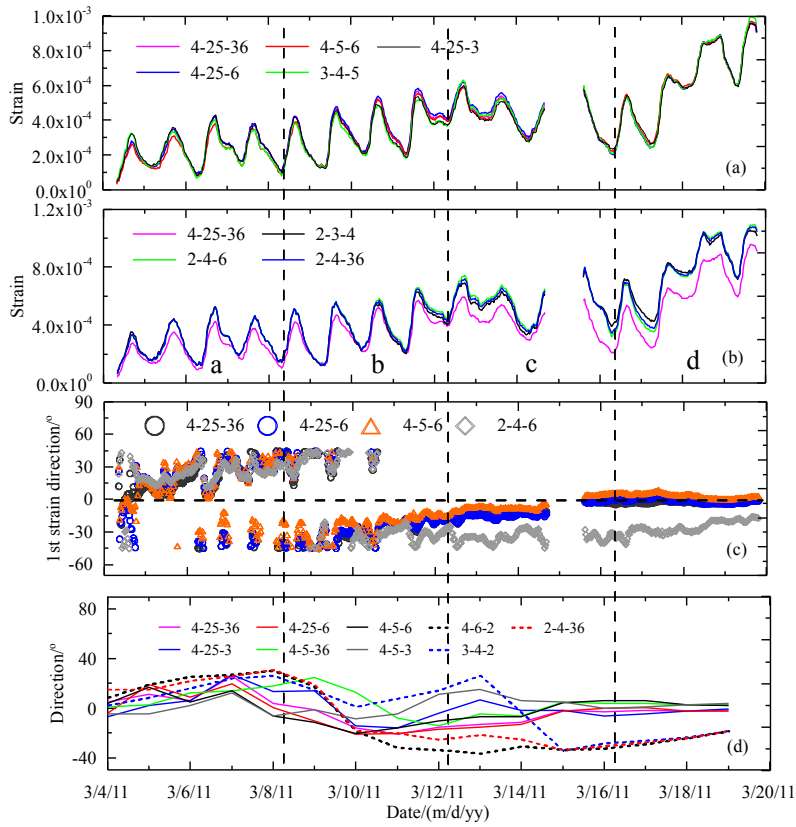 1.0x10-3
8.0x10-4
6.0x10-4
4.0x10-4
2.0x10-4
0.0x100
Strain
4-25-36 4-5-6 4-25-3
4-25-6 3-4-5
(a)
1.2x10-3
8.0x10-4
4.0x10-4
0.0x100
Strain
4-25-36 2-3-4
2-4-6 2-4-36
a b c d
(b)
90
60
30
0
-30
-60
1st strain direction/º
4-25-36 4-25-6 4-5-6 2-4-6
(c)
80
40
0
-40
Direction/º
4-25-36 4-25-6 4-5-6 4-6-2 2-4-36
4-25-3 4-5-36 4-5-3 3-4-2
(d)
3/4/11 3/6/11 3/8/11 3/10/11 3/12/11 3/14/11 3/16/11 3/18/11 3/20/11
Date/(m/d/yy)